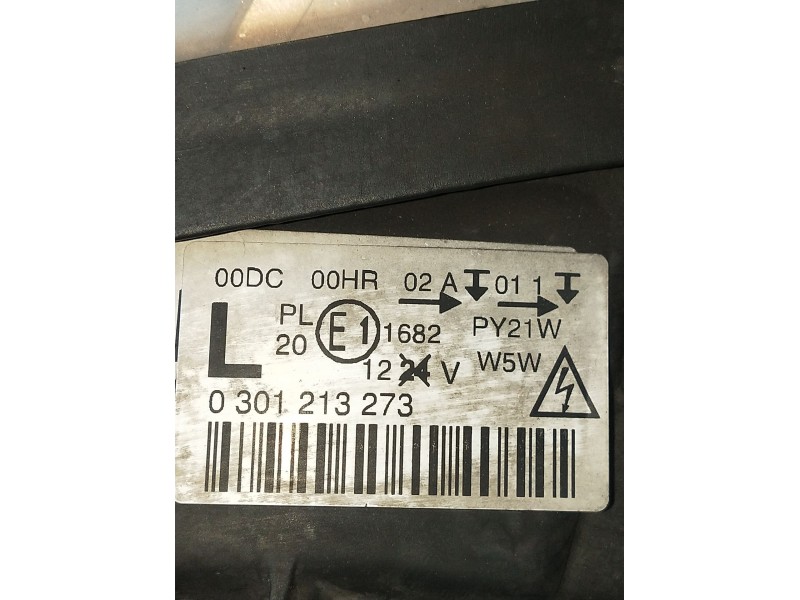 00DC 00HR 02 A 01 1
L PL E1 1682 PY21W
20 12 24 V W5W
0 301 213 273